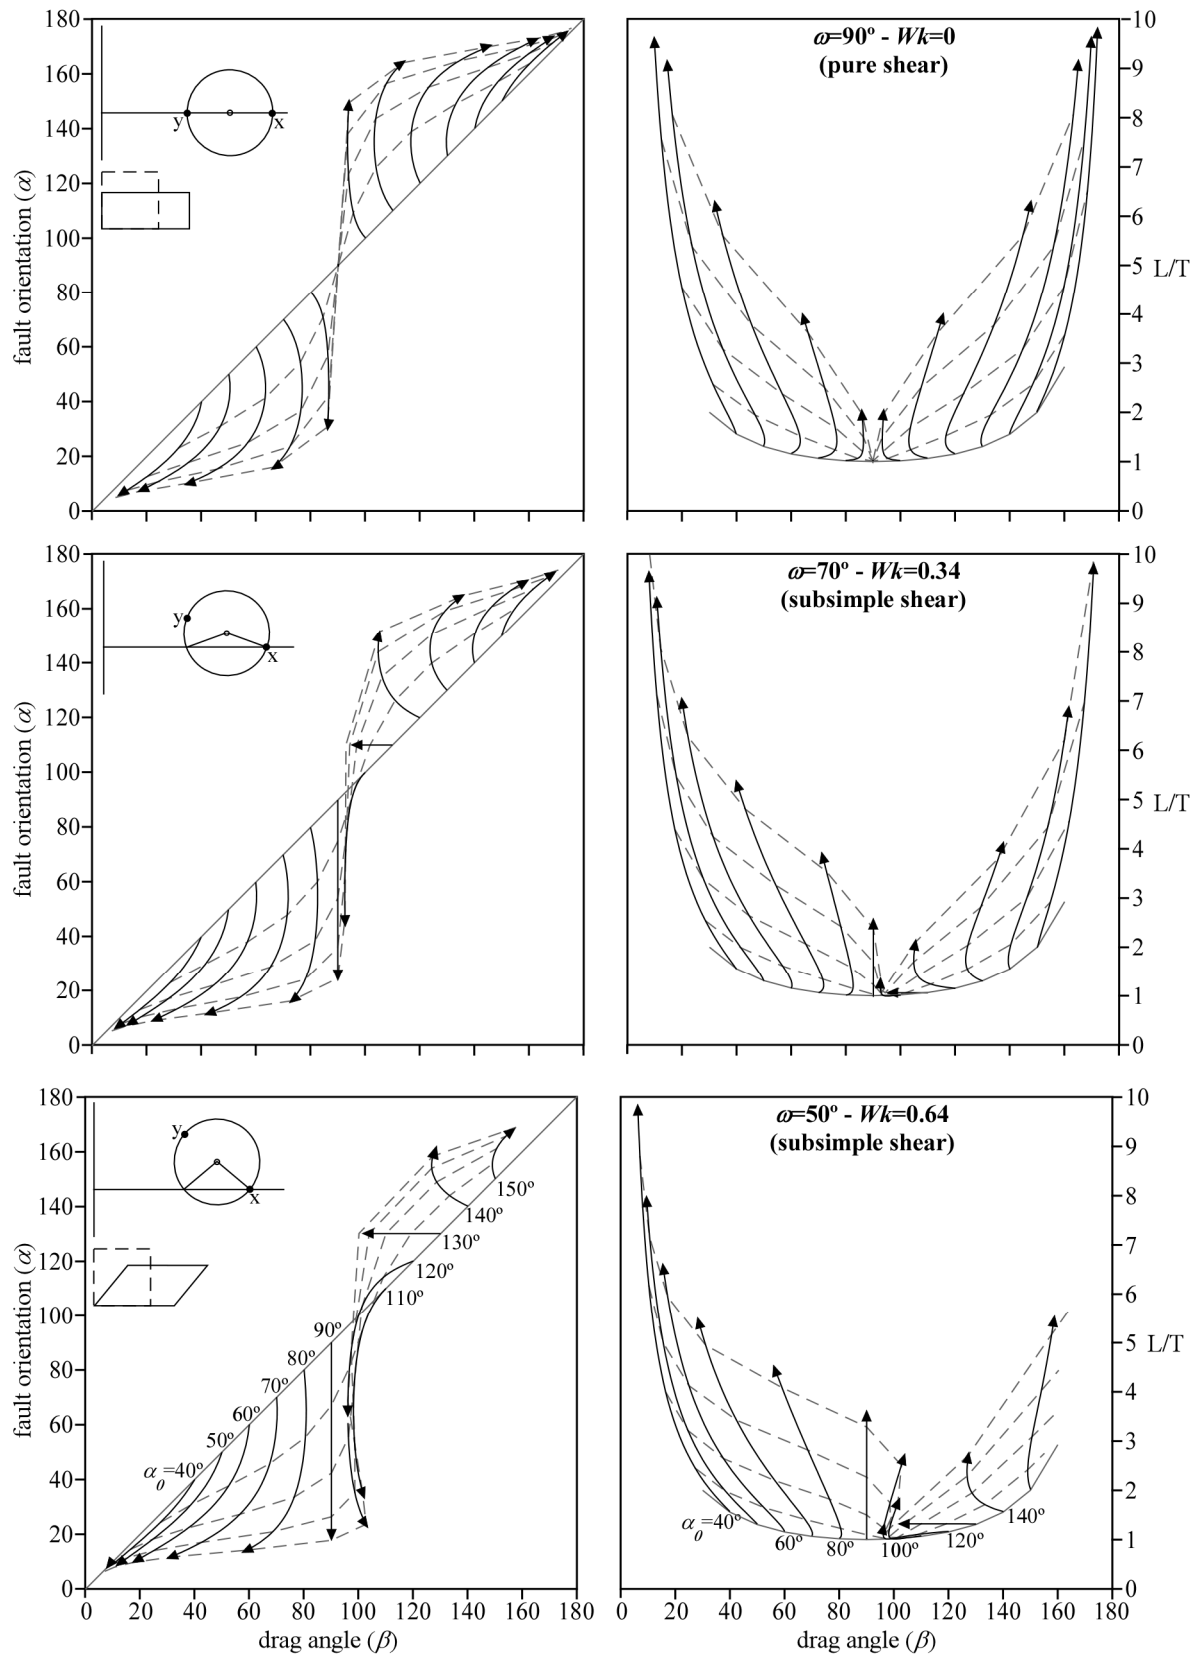 180
160
140
120
100
80
60
40
20
0
fault orientation (α)
y
x
ω=90º - Wk=0
(pure shear)
10
9
8
7
6
5
4
3
2
1
0
L/T
180
160
140
120
100
80
60
40
20
0
fault orientation (α)
y
x
ω=70º - Wk=0.34
(subsimple shear)
10
9
8
7
6
5
4
3
2
1
0
L/T
180
160
140
120
100
80
60
40
20
0
fault orientation (α)
y
x
150º
140º
130º
120º
110º
90º
80º
70º
60º
50º
α0=40º
0 20 40 60 80 100 120 140 160 180
drag angle (β)
ω=50º - Wk=0.64
(subsimple shear)
α0=40º 60º 80º 100º 120º 140º
10
9
8
7
6
5
4
3
2
1
0
L/T
0 20 40 60 80 100 120 140 160 180
drag angle (β)